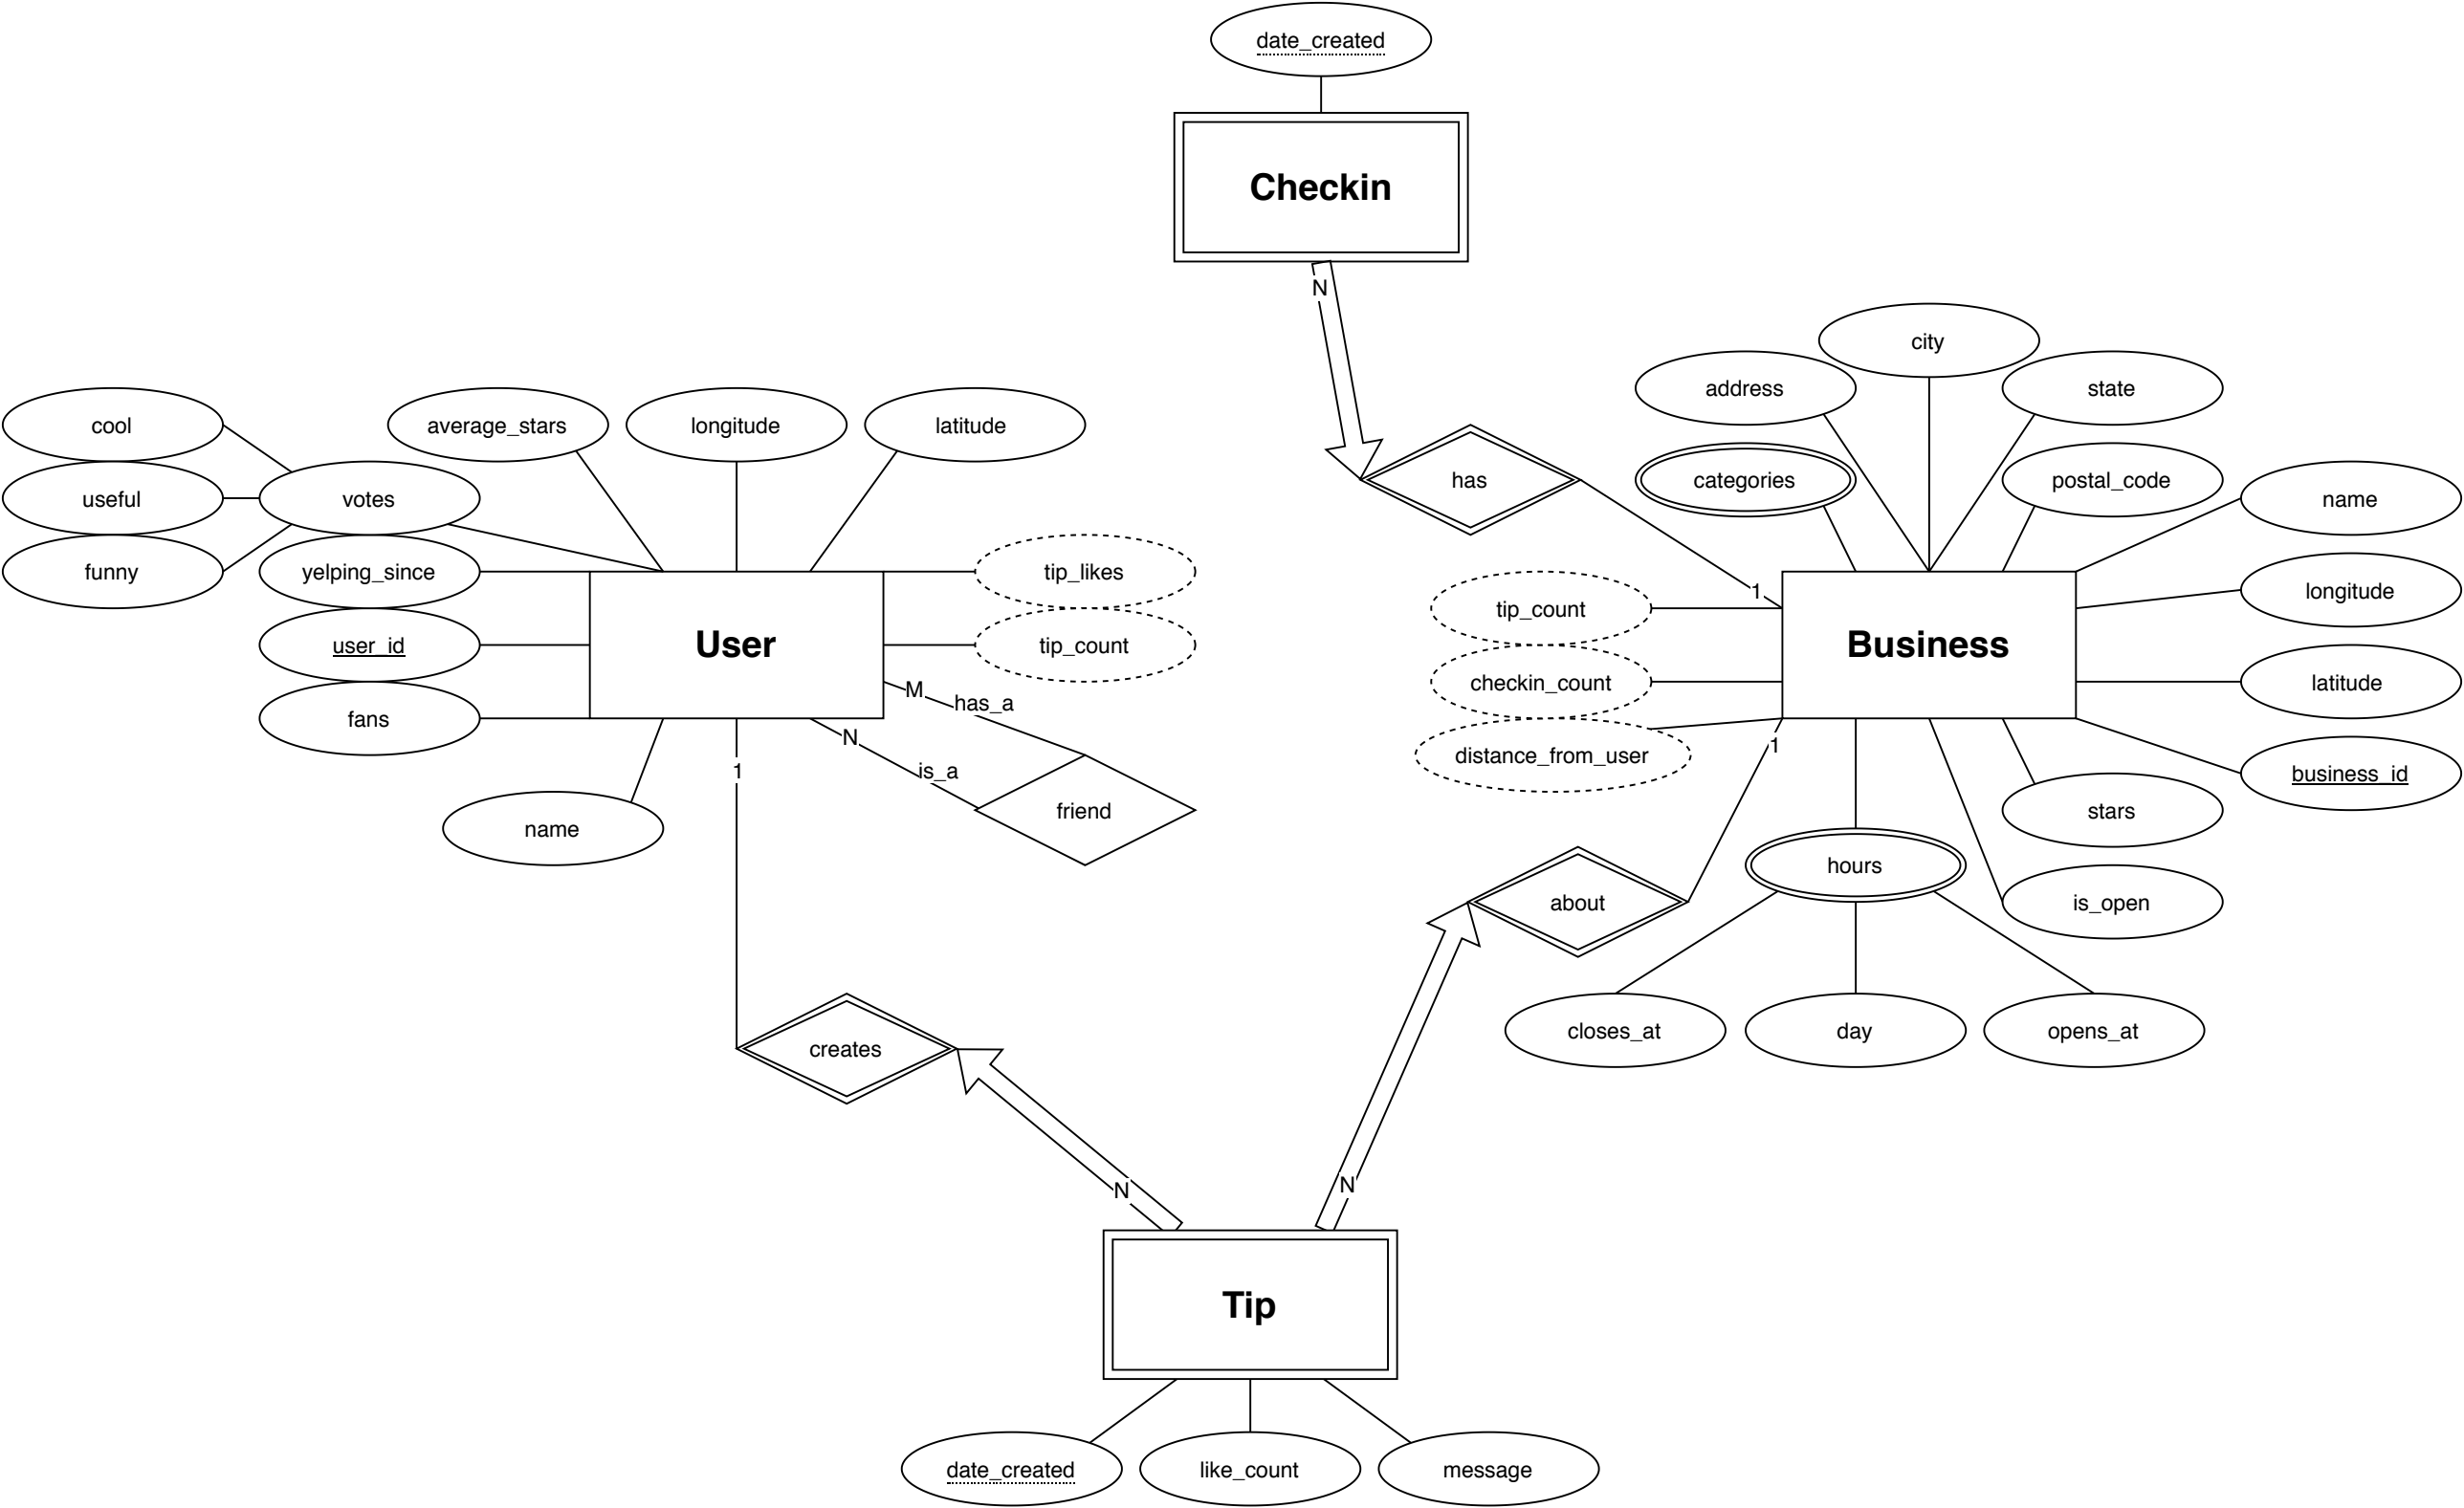 date_created
Checkin
N
has
1
city
address
state
categories
postal_code
name
longitude
latitude
business_id
tip_count
checkin_count
distance_from_user
1
Business
stars
is_open
hours
closes_at
day
opens_at
about
cool
useful
funny
votes
average_stars
longitude
latitude
yelping_since
user_id
fans
name
User
tip_likes
tip_count
M
has_a
N
is_a
friend
1
creates
N
N
Tip
date_created
like_count
message